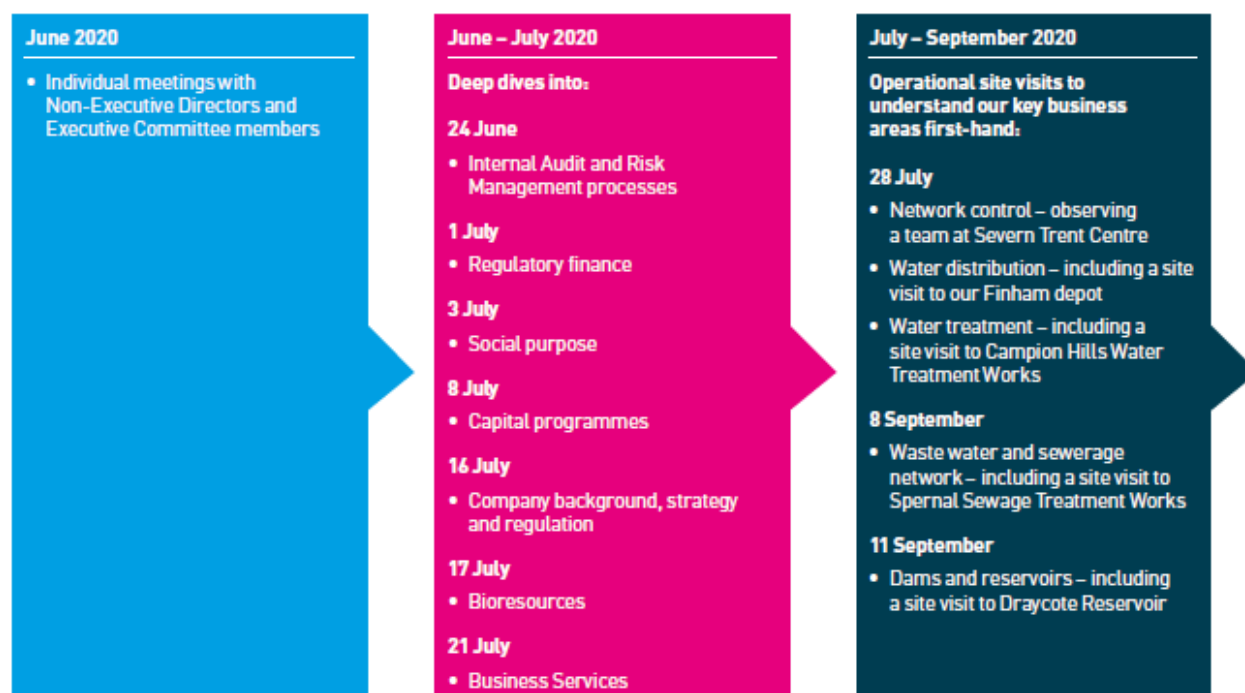 June 2020
• Individual meetings with
Non-Executive Directors and
Executive Committee members
June – July 2020
Deep dives into:
24 June
• Internal Audit and Risk
Management processes
1 July
• Regulatory finance
3 July
• Social purpose
8 July
• Capital programmes
16 July
• Company background, strategy
and regulation
17 July
• Bioresources
21 July
• Business Services
July – September 2020
Operational site visits to
understand our key business
areas first-hand:
28 July
• Network control – observing
a team at Severn Trent Centre
• Water distribution – including a site
visit to our Finham depot
• Water treatment – including a
site visit to Campion Hills Water
Treatment Works
8 September
• Waste water and sewerage
network – including a site visit to
Spernal Sewage Treatment Works
11 September
• Dams and reservoirs – including
a site visit to Draycote Reservoir